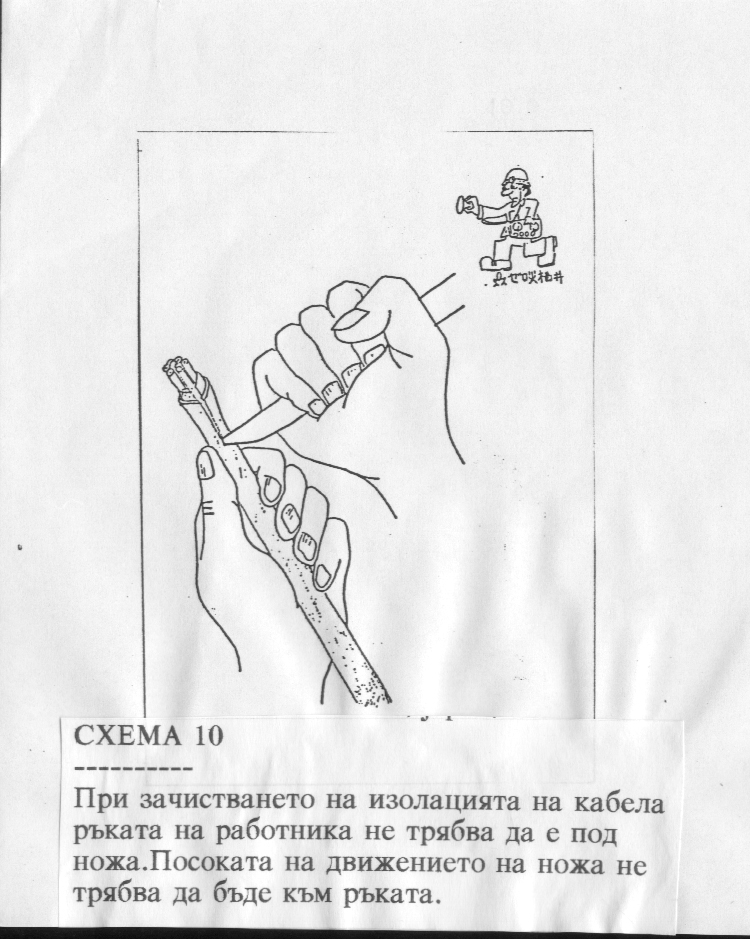 СХЕМА 10
----------
При зачистването на изолацията на кабела
ръката на работника не трябва да е под
ножа.Посоката на движението на ножа не
трябва да бъде към ръката.